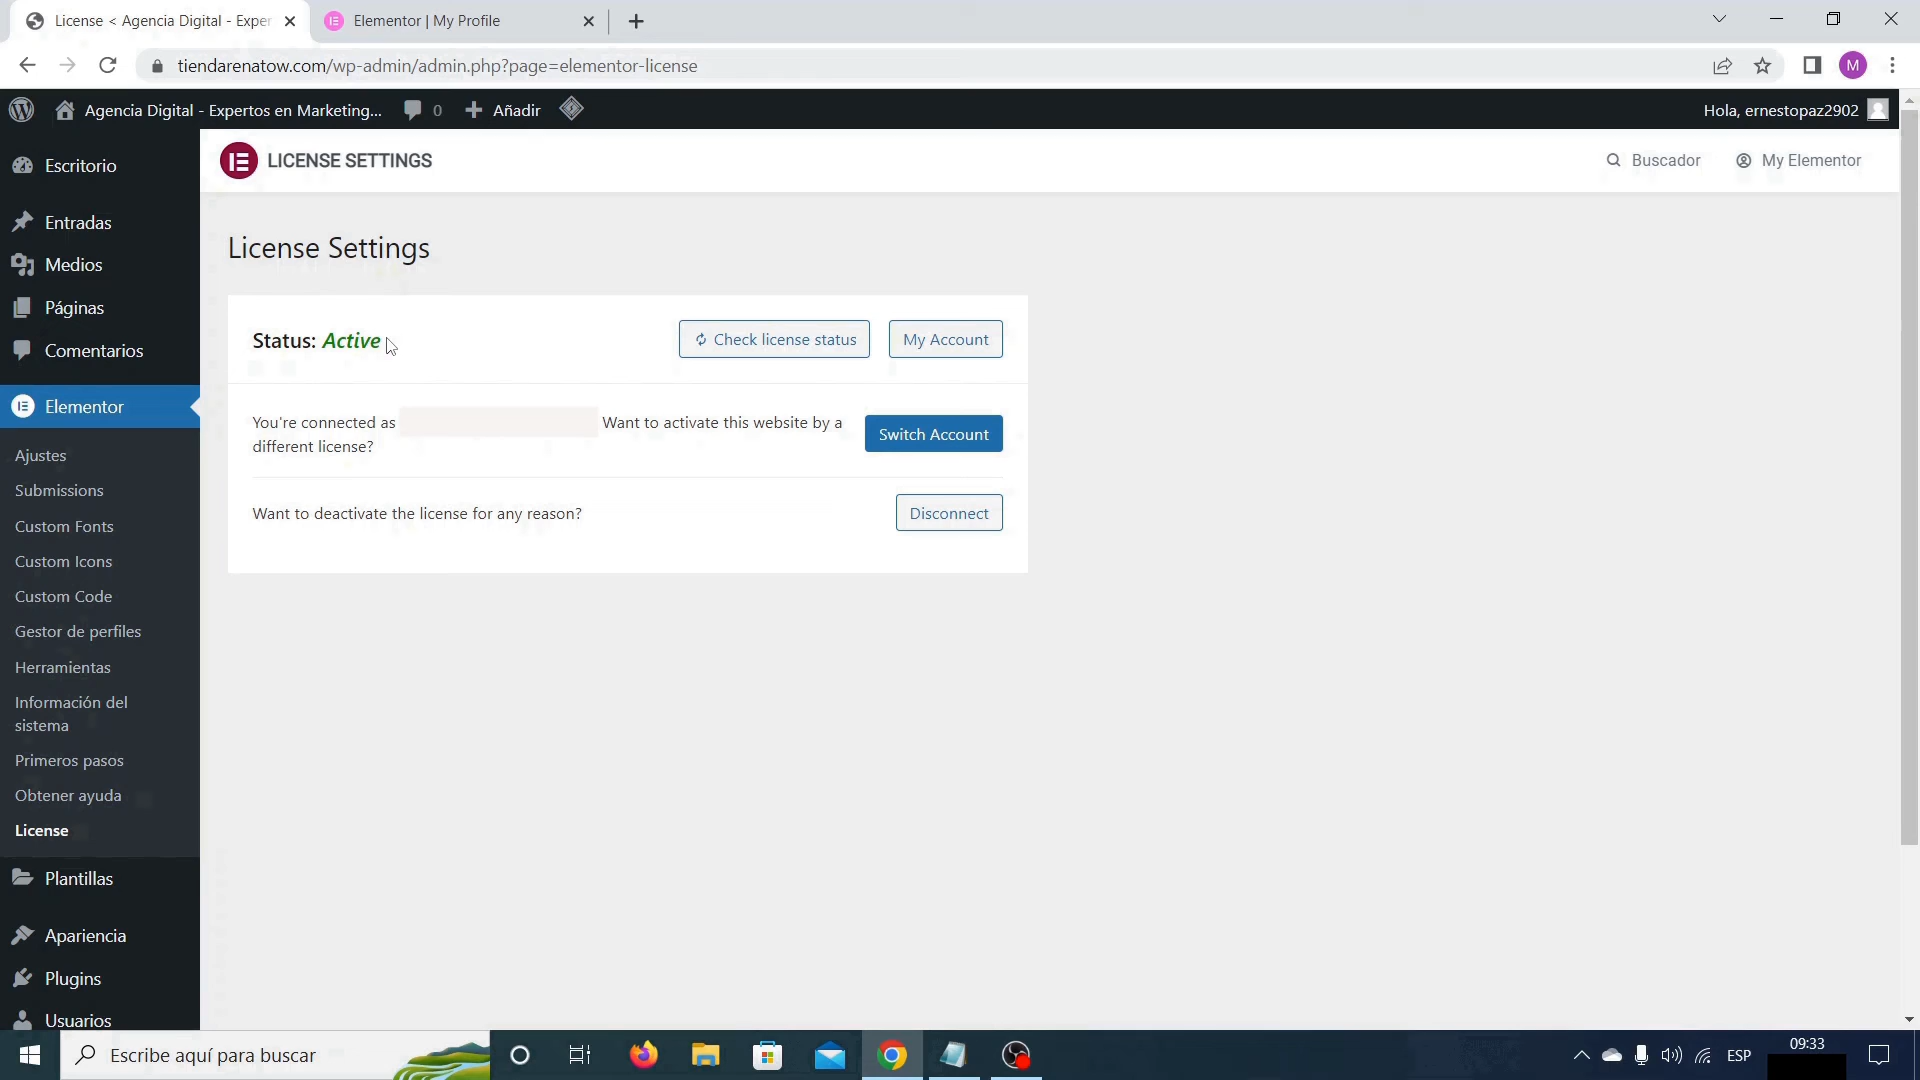 License < Agencia Digital - Exper
Elementor | My Profile
tiendarenatow.com/wp-admin/admin.php?page=elementor-license
M
Agencia Digital - Expertos en Marketing...
0
Añadir
Hola, ernestopaz2902
Escritorio
Entradas
Medios
Páginas
Comentarios
Elementor
Ajustes
Submissions
Custom Fonts
Custom Icons
Custom Code
Gestor de perfiles
Herramientas
Información del
sistema
Primeros pasos
Obtener ayuda
License
Plantillas
Apariencia
Plugins
Usuarios
LICENSE SETTINGS
Buscador
My Elementor
License Settings
Status: Active
Check license status
My Account
You're connected as Want to activate this website by a
different license?
Switch Account
Want to deactivate the license for any reason?
Disconnect
Escribe aquí para buscar
ESP
09:33